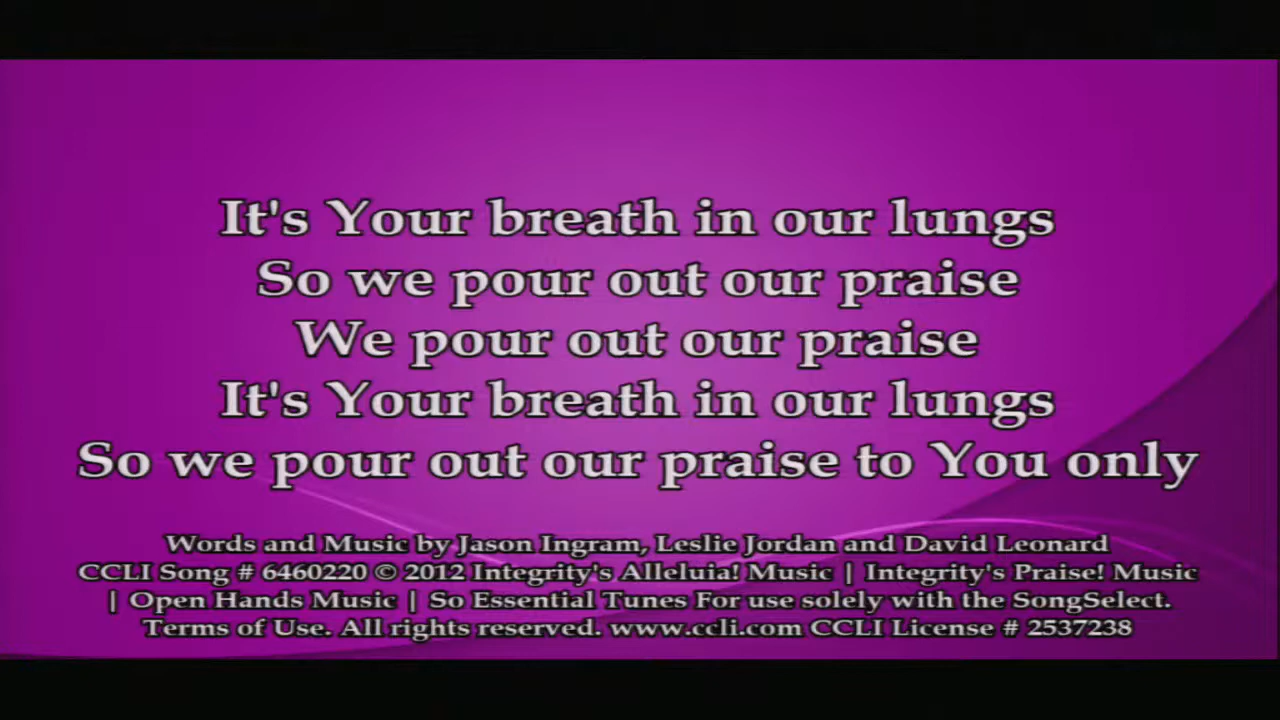 It's Your breath in our lungs
So we pour out our praise
We pour out our praise
It's Your breath in our lungs
So we pour out our praise to You only
Words and Music by Jason Ingram, Leslie Jordan and David Leonard
CCLI Song # 6460220 © 2012 Integrity's Alleluia! Music | Integrity's Praise! Music
| Open Hands Music | So Essential Tunes For use solely with the SongSelect.
Terms of Use. All rights reserved. www.ccli.com CCLI License # 2537238